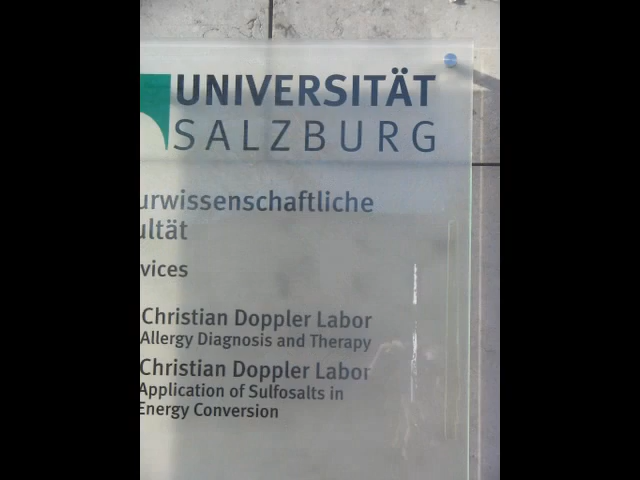 UNIVERSITÄT
SALZBURG
urwissenschaftliche
ultät
vices
Christian Doppler Labor
Allergy Diagnosis and Therapy
Christian Doppler Labor
Application of Sulfosalts in
Energy Conversion